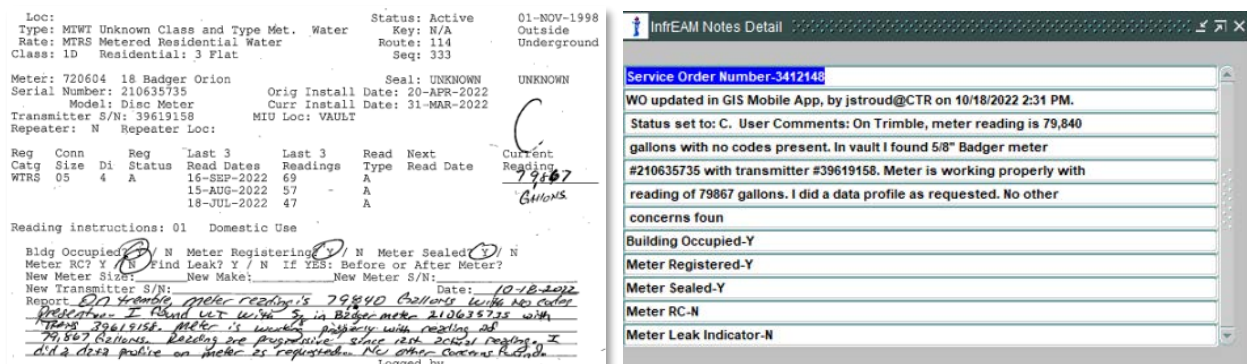 Loc: Status: Active 01-NOV-1998
Type: MTWT Unknown Class and Type Met. Water Key: N/A Outside
Rate: MTRS Metered Residential Water Route: 114 Underground
Class: 1D Residential: 3 Flat Seq: 333
Meter: 720604 18 Badger Orion Seal: UNKNOWN UNKNOWN
Serial Number: 210635735 Orig Install Date: 20-APR-2022
Model: Disc Meter Curr Install Date: 31-MAR-2022
Transmitter S/N: 39619158 MIU Loc: VAULT
Repeater: N Repeater Loc:
C
Reg Conn Reg Last 3 Last 3 Read Next Current
Catg Size Di Status Read Dates Readings Type Read Date Reading
WTRS 05 4 A 16-SEP-2022 69 A 79867
15-AUG-2022 57 A Gallons
18-JUL-2022 47 A
Reading instructions: 01 Domestic Use
Bldg Occupied? Y / N Meter Registering? Y / N Meter Sealed? Y / N
Meter RC? Y / N Find Leak? Y / N If YES: Before or After Meter?
New Meter Size: New Make: New Meter S/N:
New Transmitter S/N: Date: 10-18-2022
Report On tremble, meter reading is 79840 Gallons with No codes
Present. I found with in Badger meter 210635735 with
TRANS 39619158. Meter is working properly with reading of
79,867 Gallons. Reading are progressive since last actual reading. I
did a data profile on meter as requested. No other concerns found.
Logged by
InfrEAM Notes Detail
Service Order Number-3412148
WO updated in GIS Mobile App, by jstroud@CTR on 10/18/2022 2:31 PM.
Status set to: C. User Comments: On Trimble, meter reading is 79,840
gallons with no codes present. In vault I found 5/8" Badger meter
#210635735 with transmitter #39619158. Meter is working properly with
reading of 79867 gallons. I did a data profile as requested. No other
concerns foun
Building Occupied-Y
Meter Registered-Y
Meter Sealed-Y
Meter RC-N
Meter Leak Indicator-N